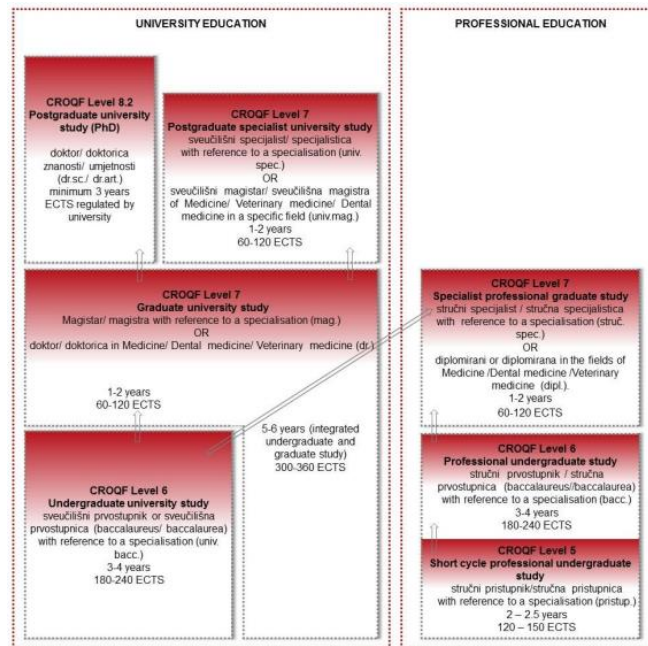 UNIVERSITY EDUCATION
PROFESSIONAL EDUCATION
CROQF Level 8.2
Postgraduate university
study (PhD)
doktor/ doktorica
znanosti/ umjetnosti
(dr.sc./ dr.art.)
minimum 3 years
ECTS regulated by
university
CROQF Level 7
Postgraduate specialist university study
sveučilišni specijalist/ specijalistica
with reference to a specialisation (univ.
spec.)
OR
sveučilišni magistar/ sveučilišna magistra
of Medicine/ Veterinary medicine/ Dental
medicine in a specific field (univ.mag.)
1-2 years
60-120 ECTS
CROQF Level 7
Graduate university study
Magistar/ magistra with reference to a specialisation (mag.)
OR
doktor/ doktorica in Medicine/ Dental medicine/ Veterinary medicine (dr.)
1-2 years
60-120 ECTS
5-6 years (integrated
undergraduate and
graduate study)
300-360 ECTS
CROQF Level 6
Undergraduate university study
sveučilišni prvostupnik or sveučilišna
prvostupnica (baccalaureus/ baccalaurea)
with reference to a specialisation (univ.
bacc.)
3-4 years
180-240 ECTS
CROQF Level 7
Specialist professional graduate study
stručni specijalist / stručna specijalistica
with reference to a specialisation (struč.
spec.)
OR
diplomirani or diplomirana in the fields of
Medicine /Dental medicine /Veterinary
medicine (dipl.).
1-2 years
60-120 ECTS
CROQF Level 6
Professional undergraduate study
stručni prvostupnik / stručna
prvostupnica (baccalaureus//baccalaurea)
with reference to a specialisation (bacc.)
3-4 years
180-240 ECTS
CROQF Level 5
Short cycle professional undergraduate
study
stručni pristupnik/stručna pristupnica
with reference to a specialisation (pristup.)
2 – 2.5 years
120 – 150 ECTS